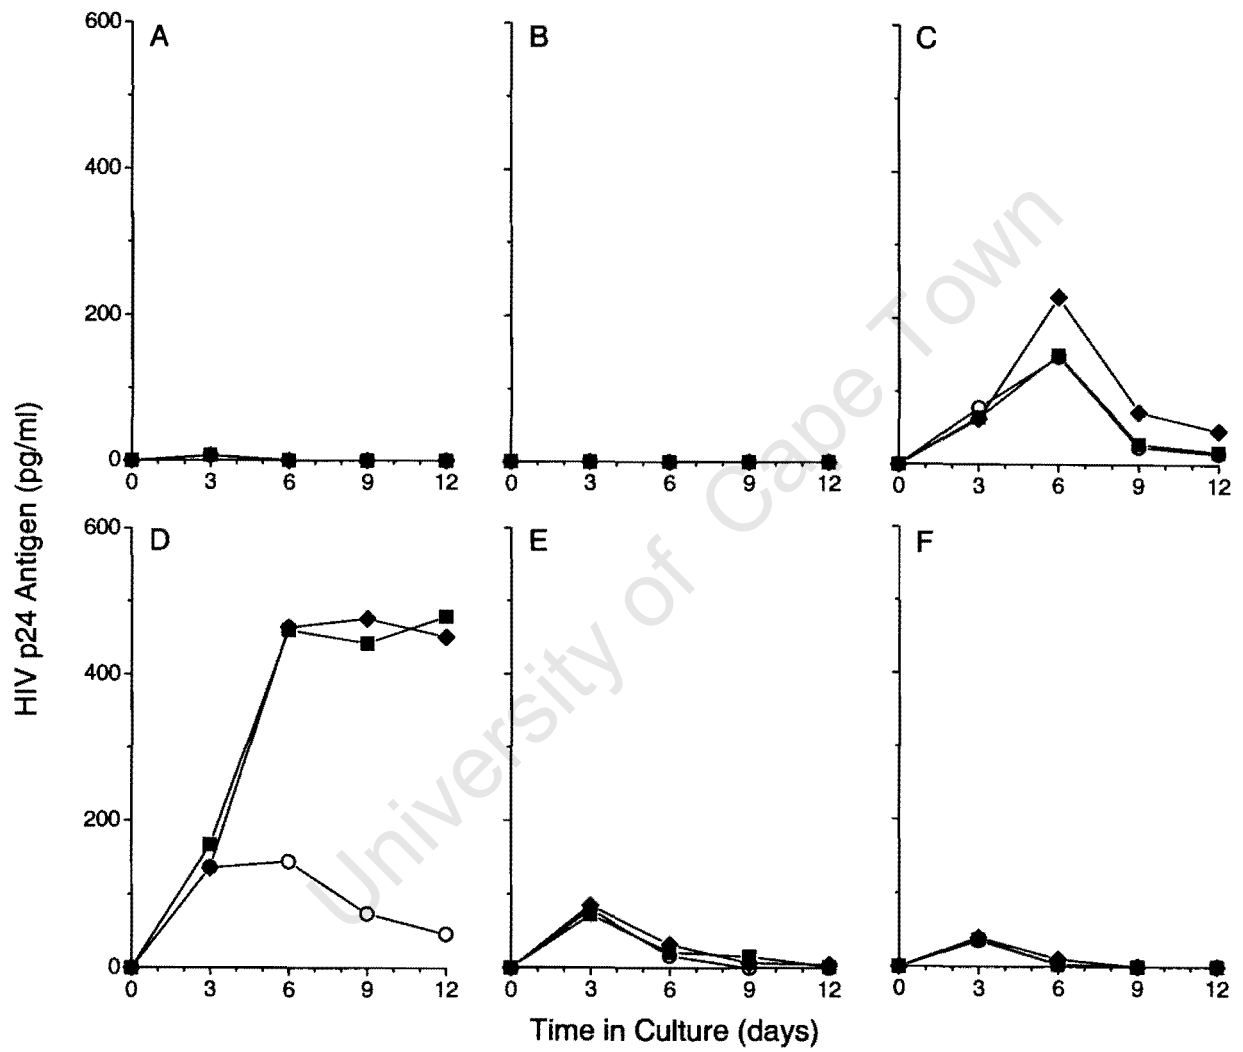 A
B
C
600
400
200
0
0 3 6 9 12
0 3 6 9 12
0 3 6 9 12
D
E
F
600
400
200
0
0 3 6 9 12
0 3 6 9 12
0 3 6 9 12
HIV p24 Antigen (pg/ml)
Time in Culture (days)
University of Cape Town